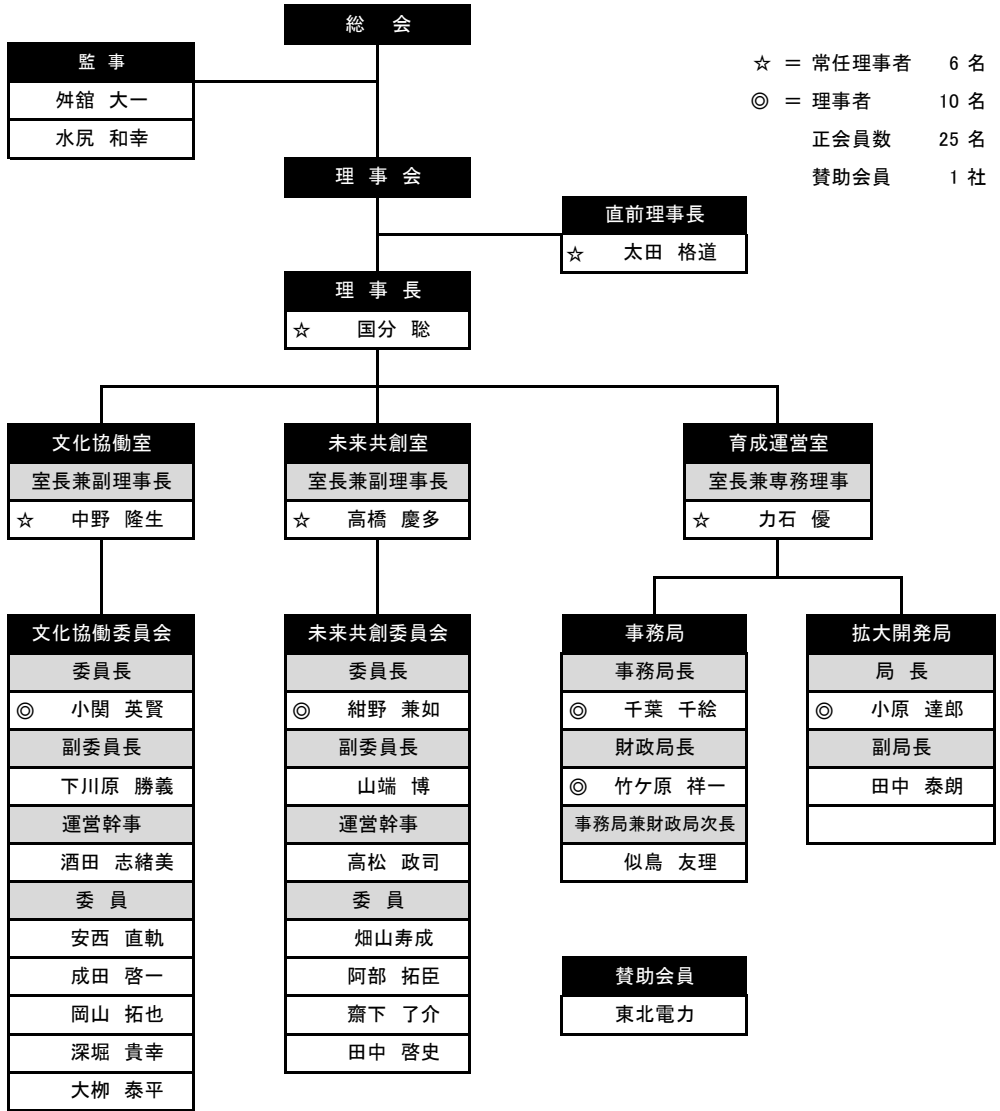 総 会
監 事
舛舘 大一
水尻 和幸
☆ = 常任理事者 6 名
◎ = 理事者 10 名
正会員数 25 名
賛助会員 1 社
理 事 会
直前理事長
☆ 太田 格道
理 事 長
☆ 国分 聡
文化協働室
室長兼副理事長
☆ 中野 隆生
未来共創室
室長兼副理事長
☆ 高橋 慶多
育成運営室
室長兼専務理事
☆ 力石 優
文化協働委員会
委員長
◎ 小関 英賢
副委員長
下川原 勝義
運営幹事
酒田 志緒美
委 員
安西 直軌
成田 啓一
岡山 拓也
深堀 貴幸
大栁 泰平
未来共創委員会
委員長
◎ 紺野 兼如
副委員長
山端 博
運営幹事
高松 政司
委 員
畑山寿成
阿部 拓臣
齋下 了介
田中 啓史
事務局
事務局長
◎ 千葉 千絵
財政局長
◎ 竹ケ原 祥一
事務局兼財政局次長
似鳥 友理
拡大開発局
局 長
◎ 小原 達郎
副局長
田中 泰朗
賛助会員
東北電力